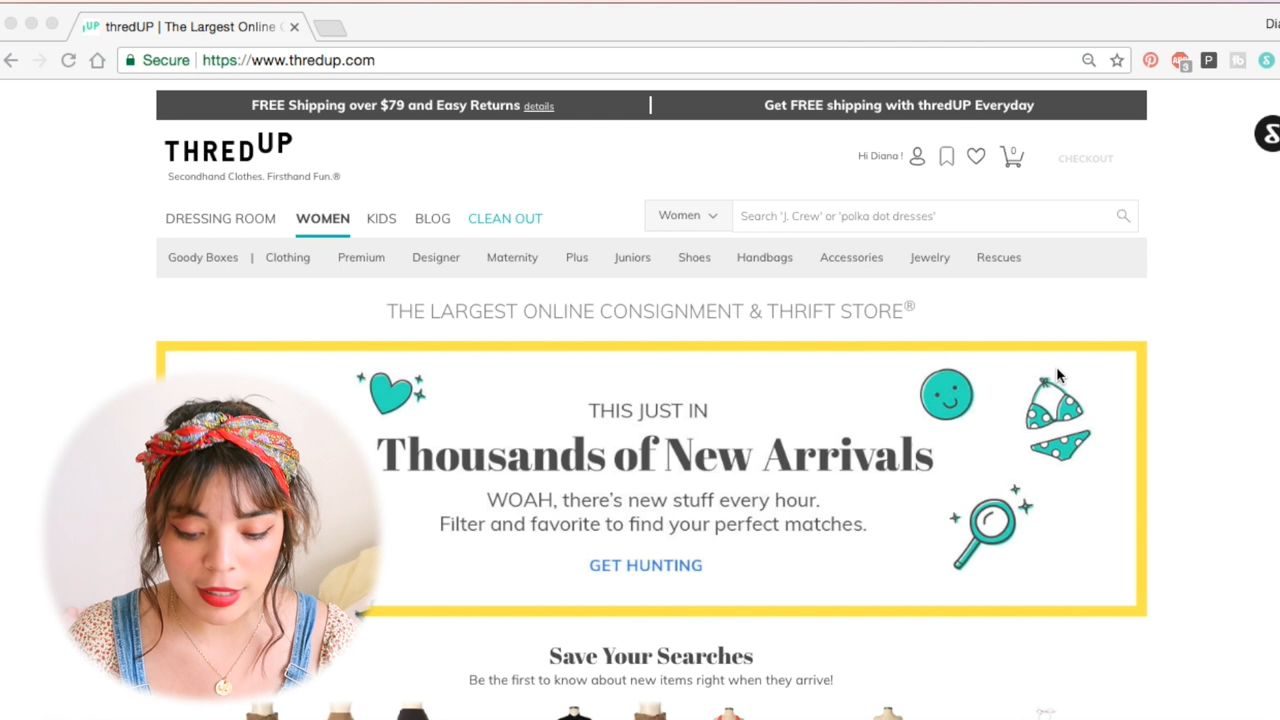 UP thredUP | The Largest Online
Dia
Secure https://www.thredup.com
3
P
FREE Shipping over $79 and Easy Returns details
Get FREE shipping with thredUP Everyday
THREDUP
Secondhand Clothes. Firsthand Fun.®
Hi Diana !
0
CHECKOUT
DRESSING ROOM WOMEN KIDS BLOG CLEAN OUT
Women Search 'J. Crew' or 'polka dot dresses'
Goody Boxes | Clothing Premium Designer Maternity Plus Juniors Shoes Handbags Accessories Jewelry Rescues
THE LARGEST ONLINE CONSIGNMENT & THRIFT STORE®
THIS JUST IN
Thousands of New Arrivals
WOAH, there's new stuff every hour.
Filter and favorite to find your perfect matches.
GET HUNTING
Save Your Searches
Be the first to know about new items right when they arrive!